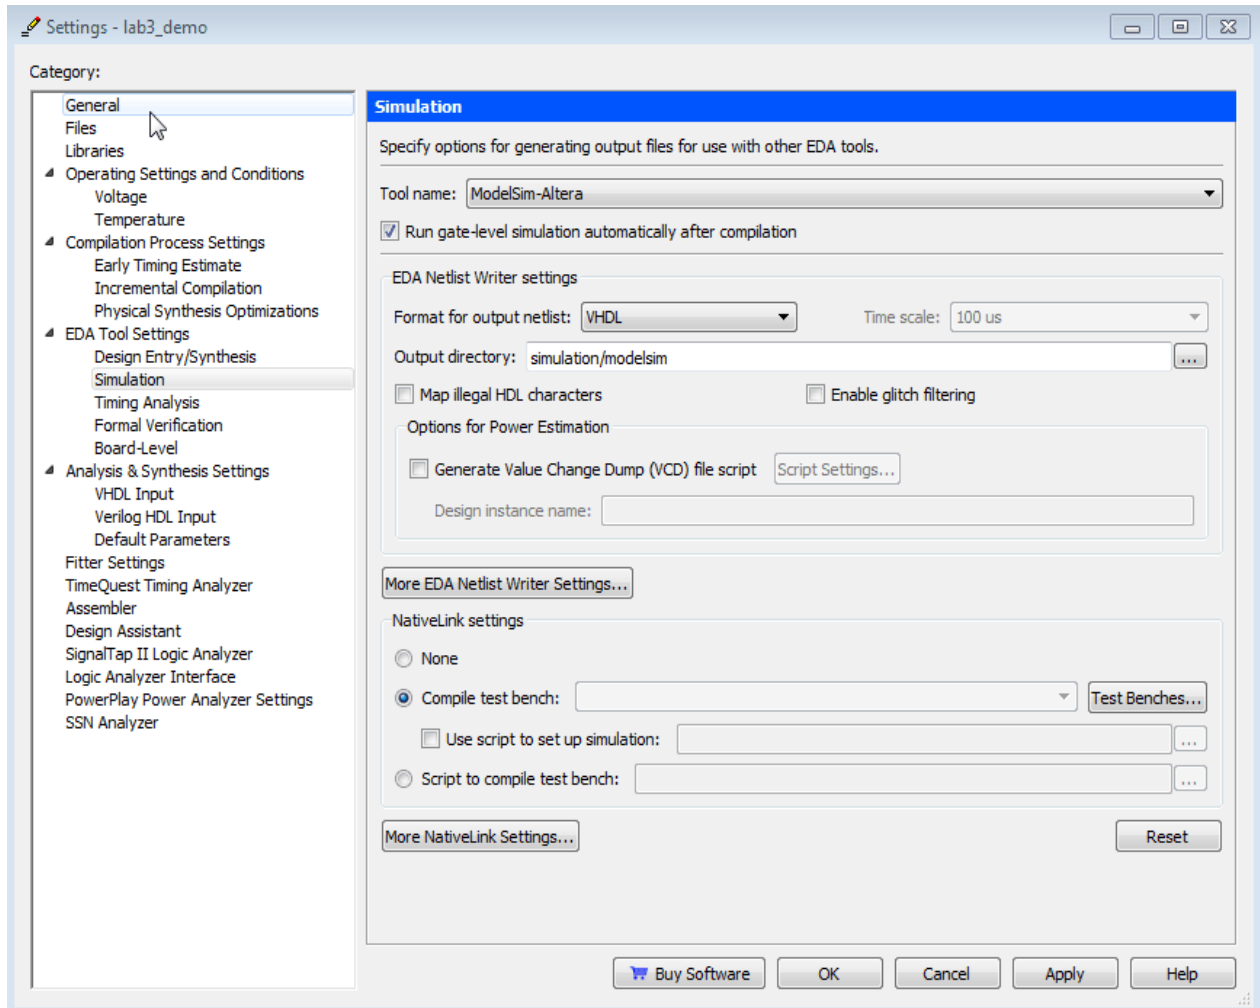 Settings - lab3_demo
Category:
General
Files
Libraries
Operating Settings and Conditions
Voltage
Temperature
Compilation Process Settings
Early Timing Estimate
Incremental Compilation
Physical Synthesis Optimizations
EDA Tool Settings
Design Entry/Synthesis
Simulation
Timing Analysis
Formal Verification
Board-Level
Analysis & Synthesis Settings
VHDL Input
Verilog HDL Input
Default Parameters
Fitter Settings
TimeQuest Timing Analyzer
Assembler
Design Assistant
SignalTap II Logic Analyzer
Logic Analyzer Interface
PowerPlay Power Analyzer Settings
SSN Analyzer
Simulation
Specify options for generating output files for use with other EDA tools.
Tool name: ModelSim-Altera
Run gate-level simulation automatically after compilation
EDA Netlist Writer settings
Format for output netlist: VHDL Time scale: 100 us
Output directory: simulation/modelsim ...
Map illegal HDL characters Enable glitch filtering
Options for Power Estimation
Generate Value Change Dump (VCD) file script Script Settings...
Design instance name:
More EDA Netlist Writer Settings...
NativeLink settings
None
Compile test bench: Test Benches...
Use script to set up simulation: ...
Script to compile test bench: ...
More NativeLink Settings... Reset
Buy Software OK Cancel Apply Help